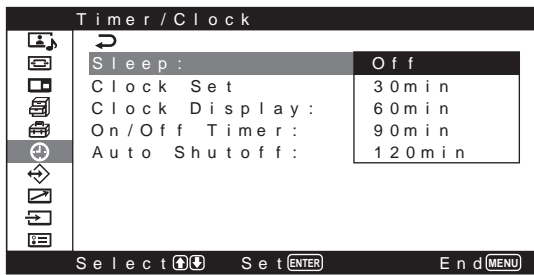 Timer/Clock
Sleep: Off
Clock Set 30min
Clock Display: 60min
On/Off Timer: 90min
Auto Shutoff: 120min
Select Set ENTER End MENU